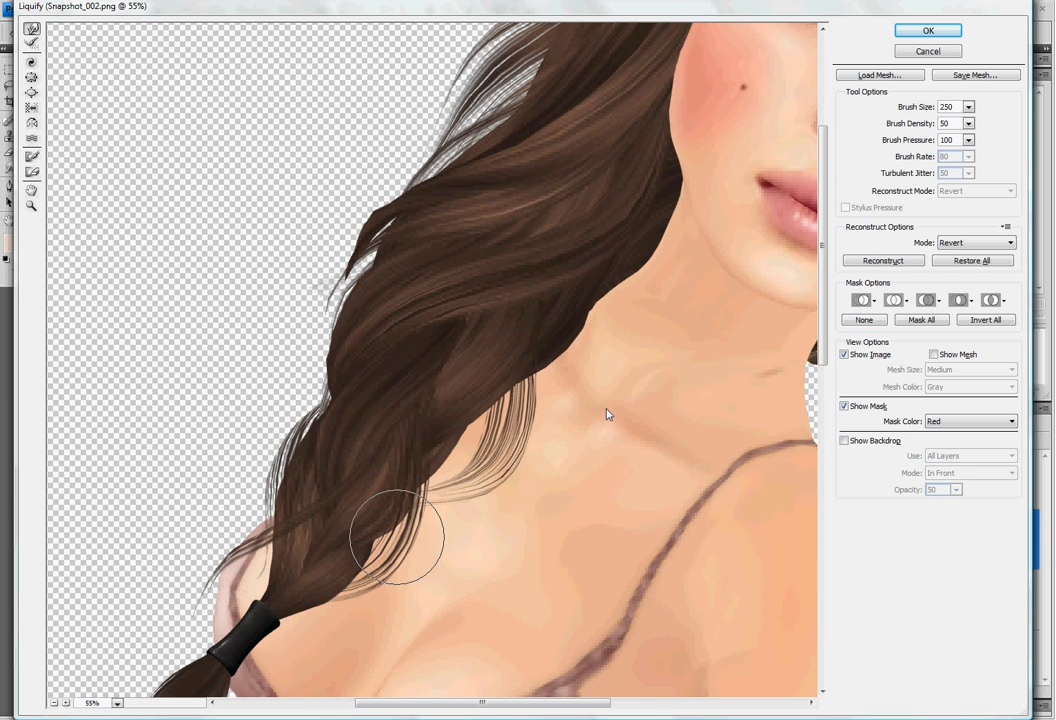 Liquify (Snapshot_002.png @ 55%)
OK
Cancel
Load Mesh...
Save Mesh...
Tool Options
Brush Size: 250
Brush Density: 50
Brush Pressure: 100
Brush Rate: 80
Turbulent Jitter: 50
Reconstruct Mode: Revert
Stylus Pressure
Reconstruct Options
Mode: Revert
Reconstruct
Restore All
Mask Options
None
Mask All
Invert All
View Options
Show Image
Show Mesh
Mesh Size: Medium
Mesh Color: Gray
Show Mask
Mask Color: Red
Show Backdrop
Use: All Layers
Mode: In Front
Opacity: 50
55%